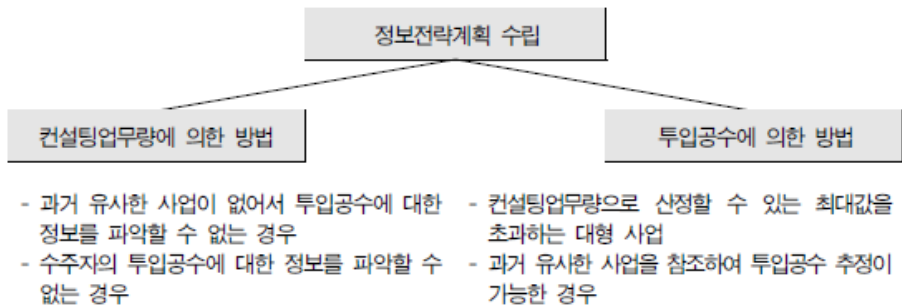 정보전략계획 수립
컨설팅업무량에 의한 방법
투입공수에 의한 방법
- 과거 유사한 사업이 없어서 투입공수에 대한
정보를 파악할 수 없는 경우
- 수주자의 투입공수에 대한 정보를 파악할 수
없는 경우
- 컨설팅업무량으로 산정할 수 있는 최대값을
초과하는 대형 사업
- 과거 유사한 사업을 참조하여 투입공수 추정이
가능한 경우